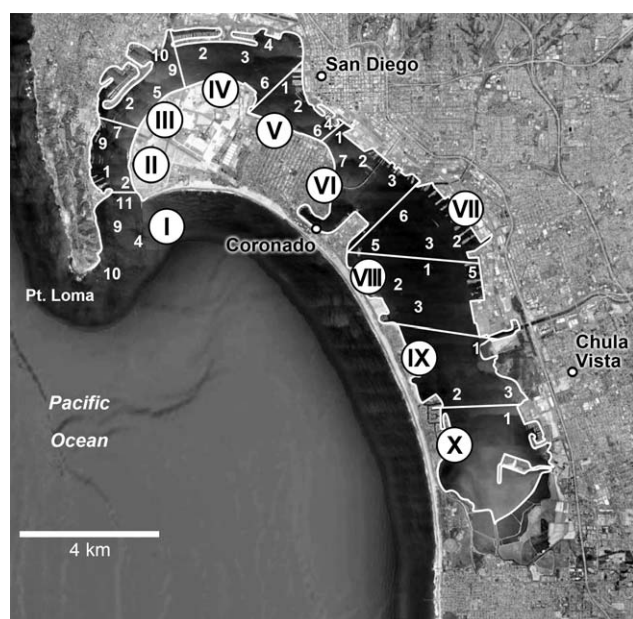 10
2
3
4
San Diego
9
IV
6
1
2
5
III
V
2
9
7
6
4
1
II
7
2
VI
3
1
2
11
6
VII
I
9
4
Coronado
5
3
2
10
VIII
1
5
Pt. Loma
2
3
IX
1
Chula
Vista
Pacific
Ocean
2
3
1
X
4 km